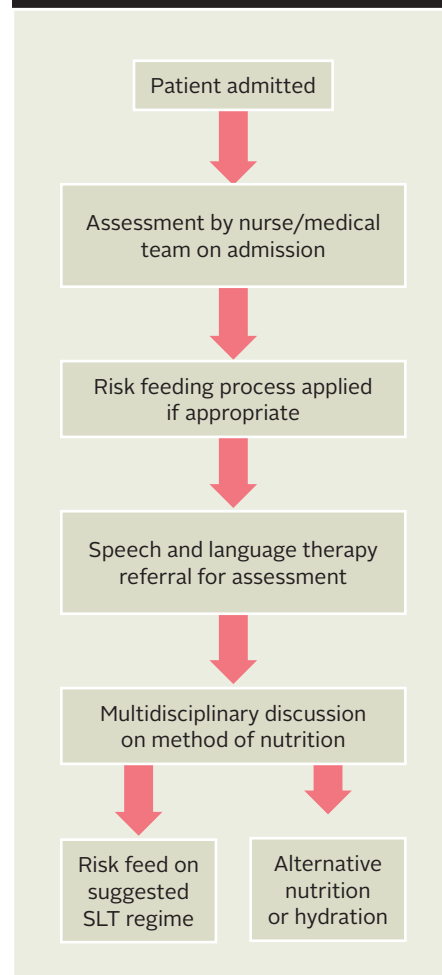 Patient admitted
Assessment by nurse/medical
team on admission
Risk feeding process applied
if appropriate
Speech and language therapy
referral for assessment
Multidisciplinary discussion
on method of nutrition
Risk feed on
suggested
SLT regime
Alternative
nutrition
or hydration